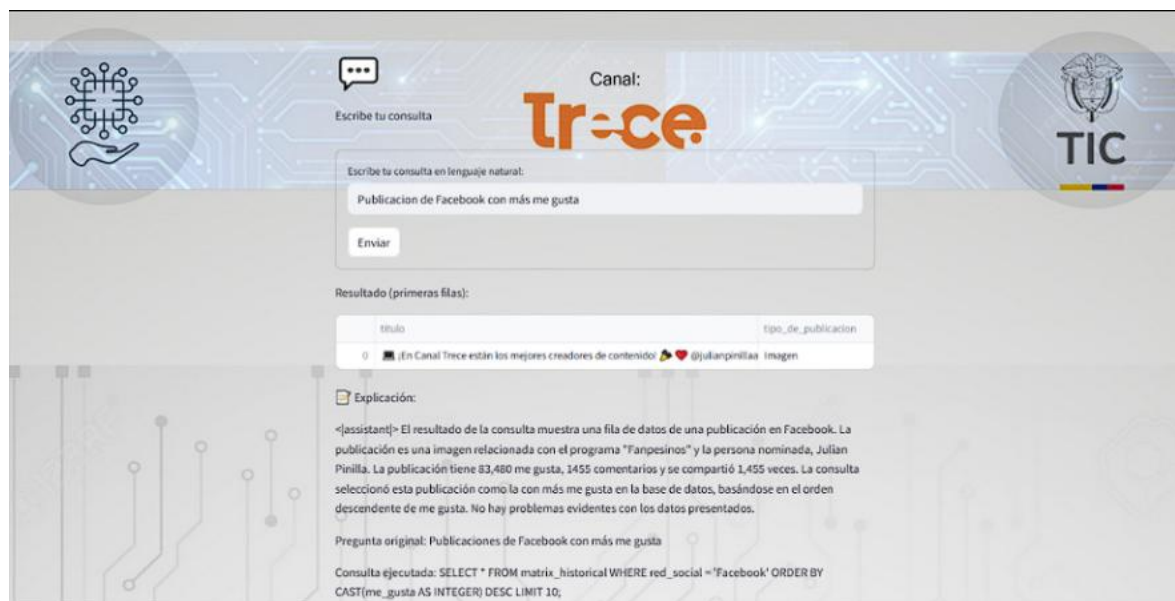 Canal:
Trece
Escribe tu consulta
TIC
Escribe tu consulta en lenguaje natural:
Publicacion de Facebook con más me gusta
Enviar
Resultado (primeras filas):
titulo tipo_de_publicacion
0 💻 ¡En Canal Trece están los mejores creadores de contenido! 🎉 ❤️ @julianpinillaa Imagen
📝 Explicación:
<|assistant|> El resultado de la consulta muestra una fila de datos de una publicación en Facebook. La
publicación es una imagen relacionada con el programa "Fanpesinos" y la persona nominada, Julian
Pinilla. La publicación tiene 83,480 me gusta, 1455 comentarios y se compartió 1,455 veces. La consulta
seleccionó esta publicación como la con más me gusta en la base de datos, basándose en el orden
descendente de me gusta. No hay problemas evidentes con los datos presentados.
Pregunta original: Publicaciones de Facebook con más me gusta
Consulta ejecutada: SELECT * FROM matrix_historical WHERE red_social = 'Facebook' ORDER BY
CAST(me_gusta AS INTEGER) DESC LIMIT 10;